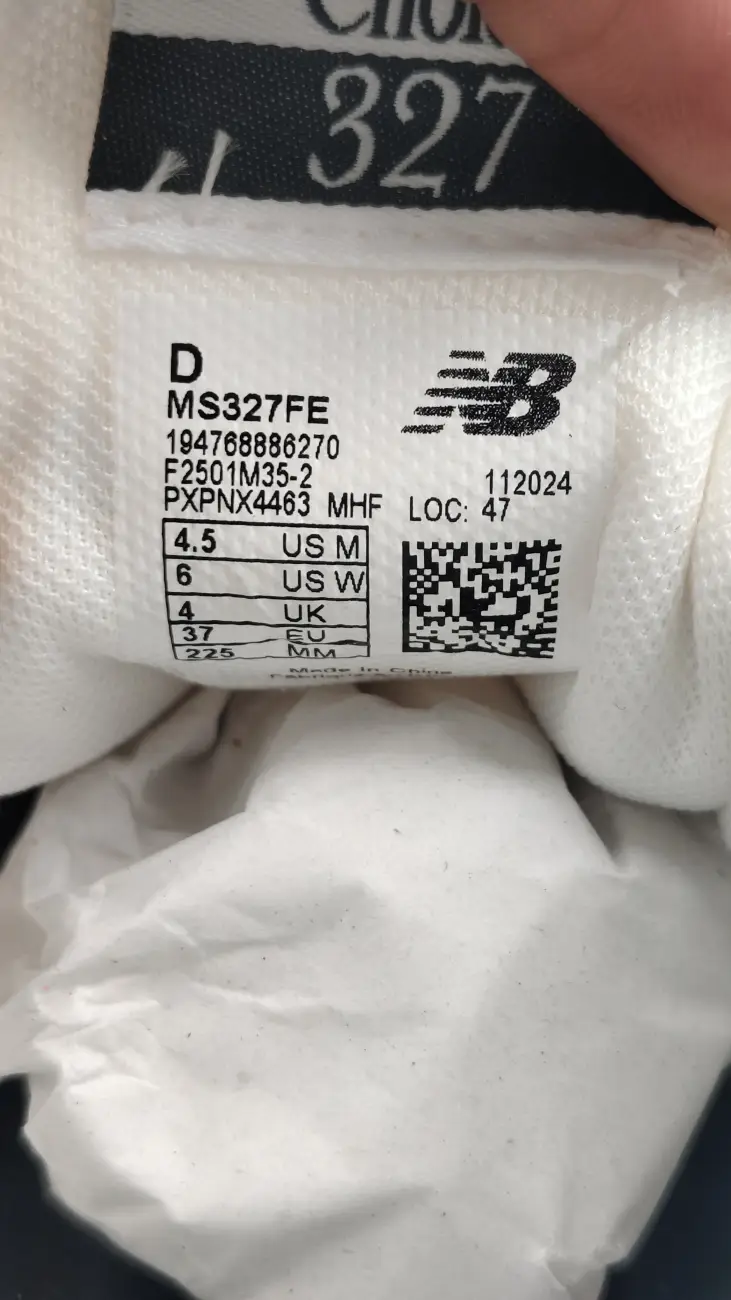 327
D
MS327FE
NB
194768886270
F2501M35-2
112024
PXPNX4463 MHF LOC: 47
4.5 US M
6 US W
4 UK
37 EU
225 MM
Made in China